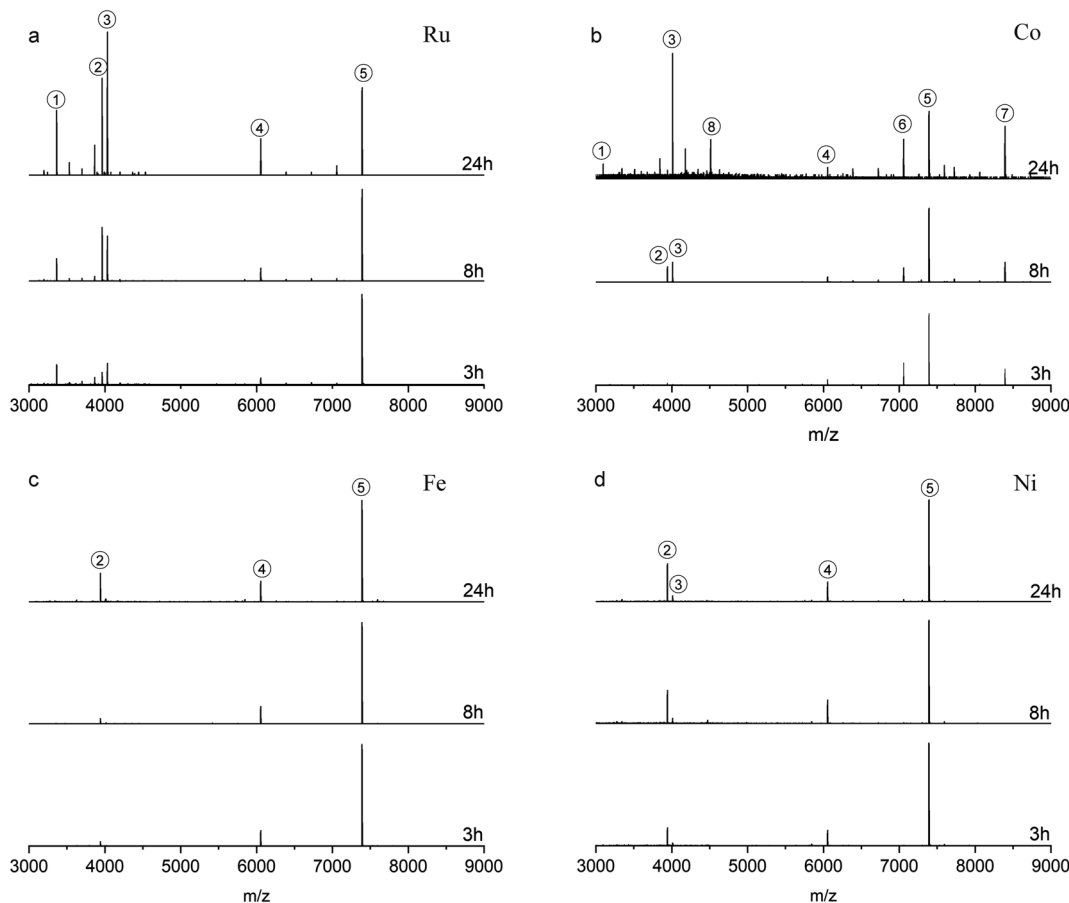 a Ru
① ② ③ ④ ⑤
24h
8h
3h
3000 4000 5000 6000 7000 8000 9000
b Co
① ③ ⑧ ④ ⑥ ⑤ ⑦
24h
② ③
8h
3h
3000 4000 5000 6000 7000 8000 9000
m/z
c Fe
② ④ ⑤
24h
8h
3h
3000 4000 5000 6000 7000 8000 9000
m/z
d Ni
② ③ ④ ⑤
24h
8h
3h
3000 4000 5000 6000 7000 8000 9000
m/z